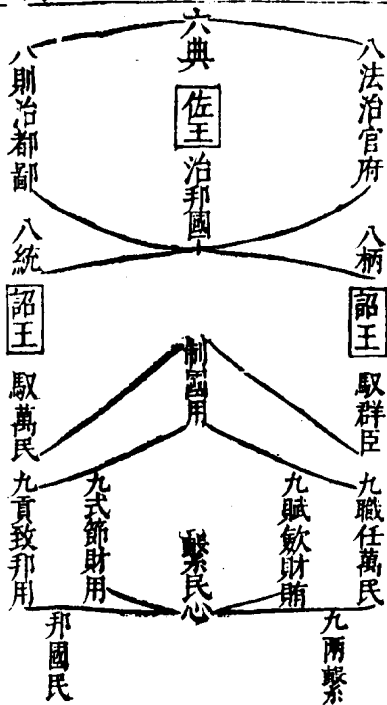 六典
佐王
治邦國
八法治官府
八則治都鄙
八柄
詔王
馭群臣
八統
詔王
馭萬民
制國用
九職任萬民
九賦歛財賄
九式節財用
九貢致邦用
繫民心
九兩繫
邦國民